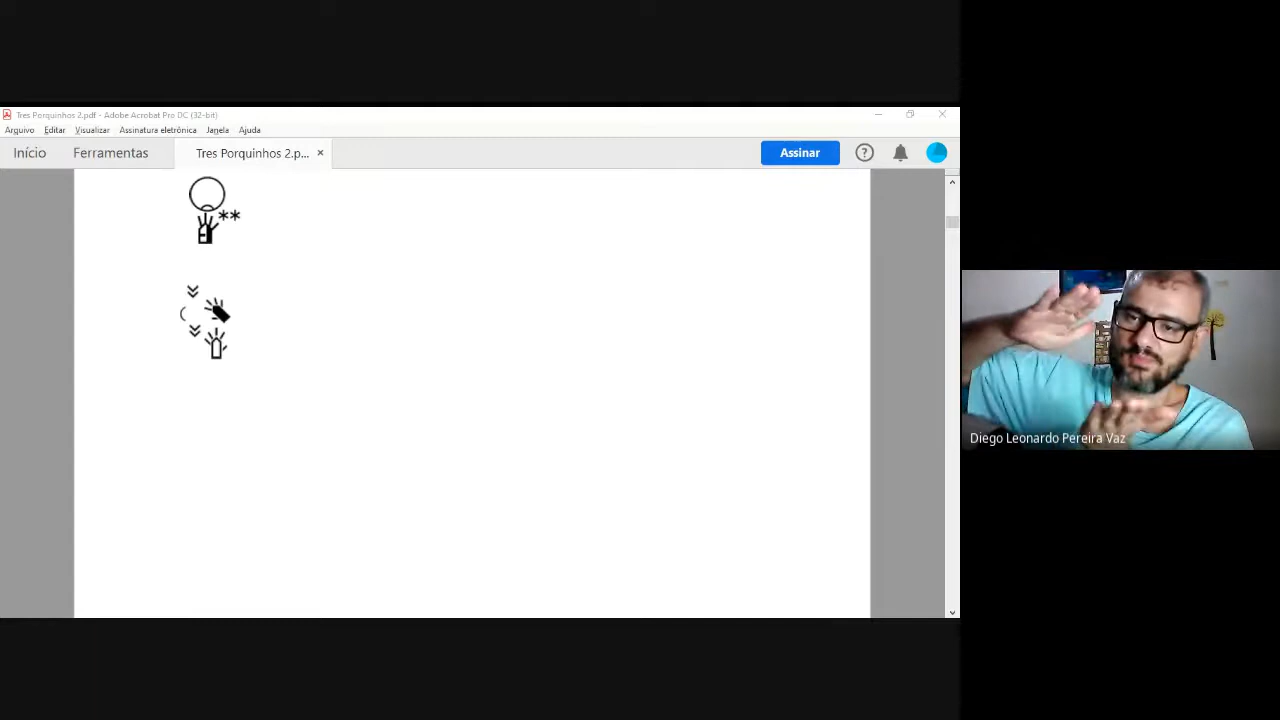 Tres Porquinhos 2.pdf - Adobe Acrobat Pro DC (32-bit)
Arquivo Editar Visualizar Assinatura eletrônica Janela Ajuda
Início Ferramentas Tres Porquinhos 2.p... × Assinar ?
Diego Leonardo Pereira Vaz